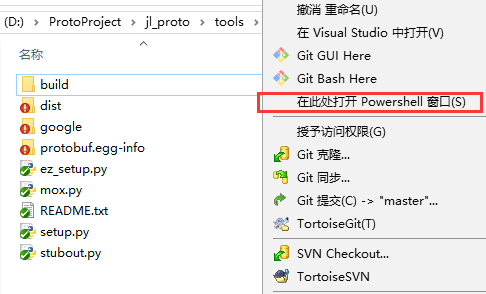 (D:) › ProtoProject › jl_proto › tools ›
名称
build
dist
google
protobuf.egg-info
ez_setup.py
mox.py
README.txt
setup.py
stubout.py
撤消 重命名(U)
在 Visual Studio 中打开(V)
Git GUI Here
Git Bash Here
在此处打开 Powershell 窗口(S)
授予访问权限(G)
Git 克隆...
Git 同步...
Git 提交(C) -> "master"...
TortoiseGit(T)
SVN Checkout...
TortoiseSVN